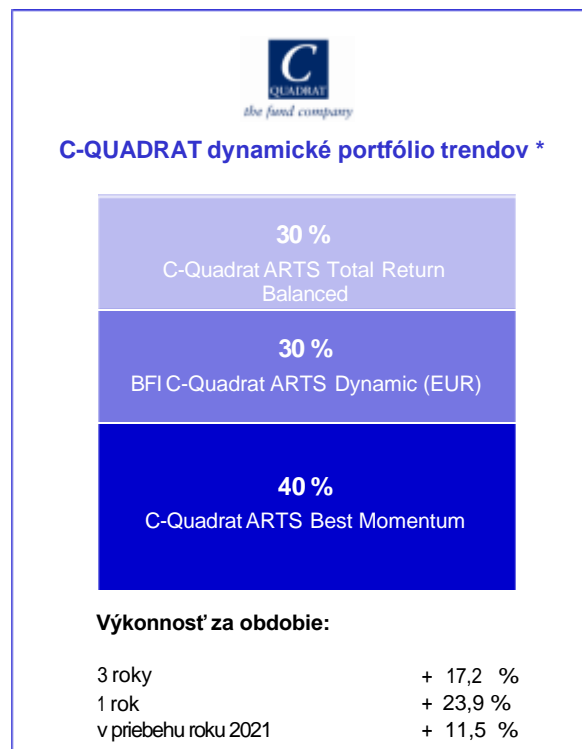 C
QUADRAT
the fund company
C-QUADRAT dynamické portfólio trendov *
30 %
C-Quadrat ARTS Total Return
Balanced
30 %
BFI C-Quadrat ARTS Dynamic (EUR)
40 %
C-Quadrat ARTS Best Momentum
Výkonnosť za obdobie:
3 roky + 17,2 %
1 rok + 23,9 %
v priebehu roku 2021 + 11,5 %